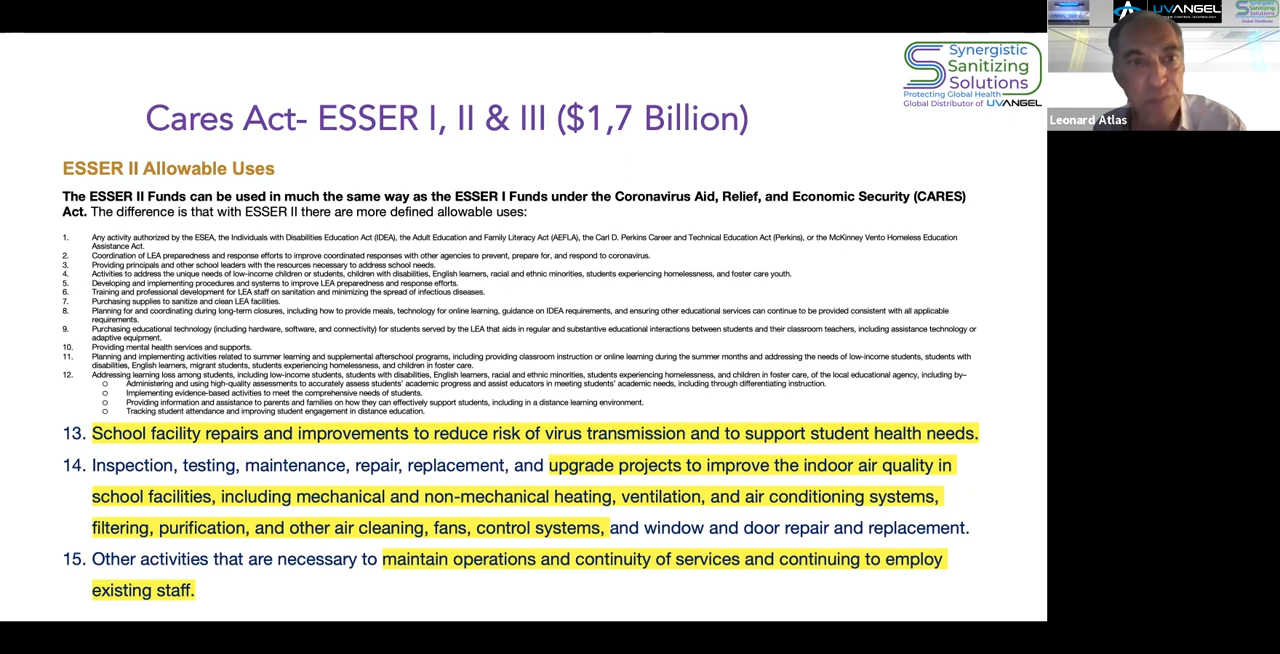 UVANGEL
Synergistic
Sanitizing
Solutions
Protecting Global Health
Global Distributor of UVANGEL
Synergistic
Sanitizing
Solutions
Global Distributor
Leonard Atlas
Cares Act- ESSER I, II & III ($1,7 Billion)
ESSER II Allowable Uses
The ESSER II Funds can be used in much the same way as the ESSER I Funds under the Coronavirus Aid, Relief, and Economic Security (CARES)
Act. The difference is that with ESSER II there are more defined allowable uses:
1. Any activity authorized by the ESEA, the Individuals with Disabilities Education Act (IDEA), the Adult Education and Family Literacy Act (AEFLA), the Carl D. Perkins Career and Technical Education Act (Perkins), or the McKinney Vento Homeless Education
Assistance Act.
2. Coordination of LEA preparedness and response efforts to improve coordinated responses with other agencies to prevent, prepare for, and respond to coronavirus.
3. Providing principals and other school leaders with the resources necessary to address school needs.
4. Activities to address the unique needs of low-income children or students, children with disabilities, English learners, racial and ethnic minorities, students experiencing homelessness, and foster care youth.
5. Developing and implementing procedures and systems to improve LEA preparedness and response efforts.
6. Training and professional development for LEA staff on sanitation and minimizing the spread of infectious diseases.
7. Purchasing supplies to sanitize and clean LEA facilities.
8. Planning for and coordinating during long-term closures, including how to provide meals, technology for online learning, guidance on IDEA requirements, and ensuring other educational services can continue to be provided consistent with all applicable
requirements.
9. Purchasing educational technology (including hardware, software, and connectivity) for students served by the LEA that aids in regular and substantive educational interactions between students and their classroom teachers, including assistance technology or
adaptive equipment.
10. Providing mental health services and supports.
11. Planning and implementing activities related to summer learning and supplemental afterschool programs, including providing classroom instruction or online learning during the summer months and addressing the needs of low-income students, students with
disabilities, English learners, migrant students, students experiencing homelessness, and children in foster care.
12. Addressing learning loss among students, including low-income students, students with disabilities, English learners, racial and ethnic minorities, students experiencing homelessness, and children in foster care, of the local educational agency, including by–
o Administering and using high-quality assessments to accurately assess students' academic progress and assist educators in meeting students' academic needs, including through differentiating instruction.
o Implementing evidence-based activities to meet the comprehensive needs of students.
o Providing information and assistance to parents and families on how they can effectively support students, including in a distance learning environment.
o Tracking student attendance and improving student engagement in distance education.
13. School facility repairs and improvements to reduce risk of virus transmission and to support student health needs.
14. Inspection, testing, maintenance, repair, replacement, and upgrade projects to improve the indoor air quality in
school facilities, including mechanical and non-mechanical heating, ventilation, and air conditioning systems,
filtering, purification, and other air cleaning, fans, control systems, and window and door repair and replacement.
15. Other activities that are necessary to maintain operations and continuity of services and continuing to employ
existing staff.